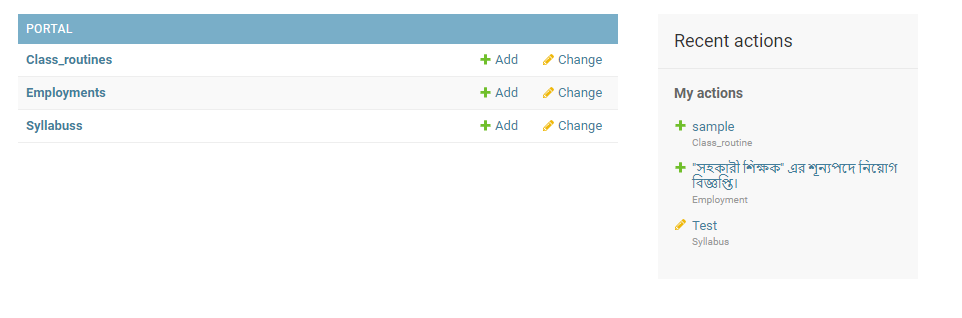 PORTAL
Class_routines Add Change
Employments Add Change
Syllabuss Add Change
Recent actions
My actions
sample
Class_routine
"সহকারী শিক্ষক" এর শূন্যপদে নিয়োগ
বিজ্ঞপ্তি।
Employment
Test
Syllabus